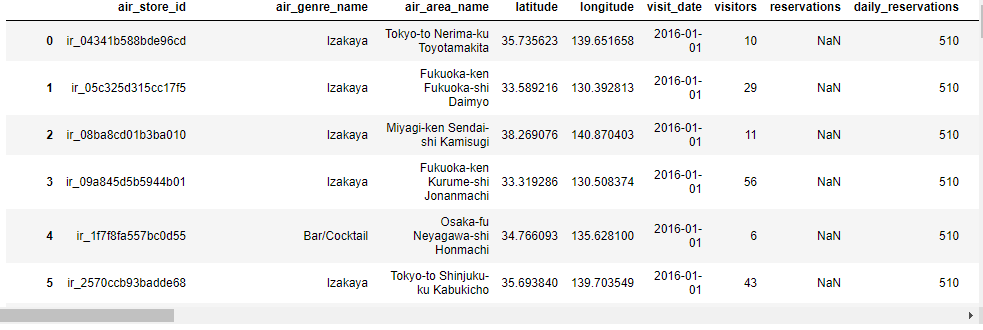 air_store_id air_genre_name air_area_name latitude longitude visit_date visitors reservations daily_reservations
0 ir_04341b588bde96cd Izakaya Tokyo-to Nerima-ku Toyotamakita 35.735623 139.651658 2016-01-01 10 NaN 510
1 ir_05c325d315cc17f5 Izakaya Fukuoka-ken Fukuoka-shi Daimyo 33.589216 130.392813 2016-01-01 29 NaN 510
2 ir_08ba8cd01b3ba010 Izakaya Miyagi-ken Sendai-shi Kamisugi 38.269076 140.870403 2016-01-01 11 NaN 510
3 ir_09a845d5b5944b01 Izakaya Fukuoka-ken Kurume-shi Jonanmachi 33.319286 130.508374 2016-01-01 56 NaN 510
4 ir_1f7f8fa557bc0d55 Bar/Cocktail Osaka-fu Neyagawa-shi Honmachi 34.766093 135.628100 2016-01-01 6 NaN 510
5 ir_2570ccb93badde68 Izakaya Tokyo-to Shinjuku-ku Kabukicho 35.693840 139.703549 2016-01-01 43 NaN 510